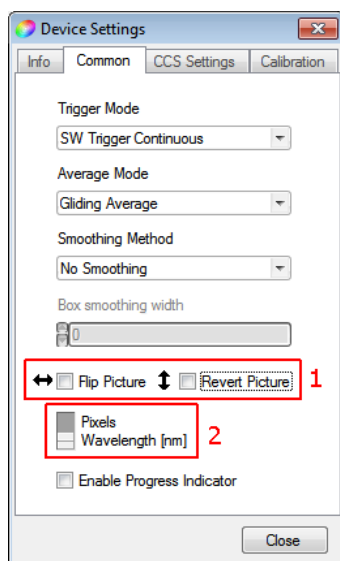 Device Settings
Info Common CCS Settings Calibration
Trigger Mode
SW Trigger Continuous
Average Mode
Gliding Average
Smoothing Method
No Smoothing
Box smoothing width
0
Flip Picture Revert Picture 1
Pixels
Wavelength [nm] 2
Enable Progress Indicator
Close